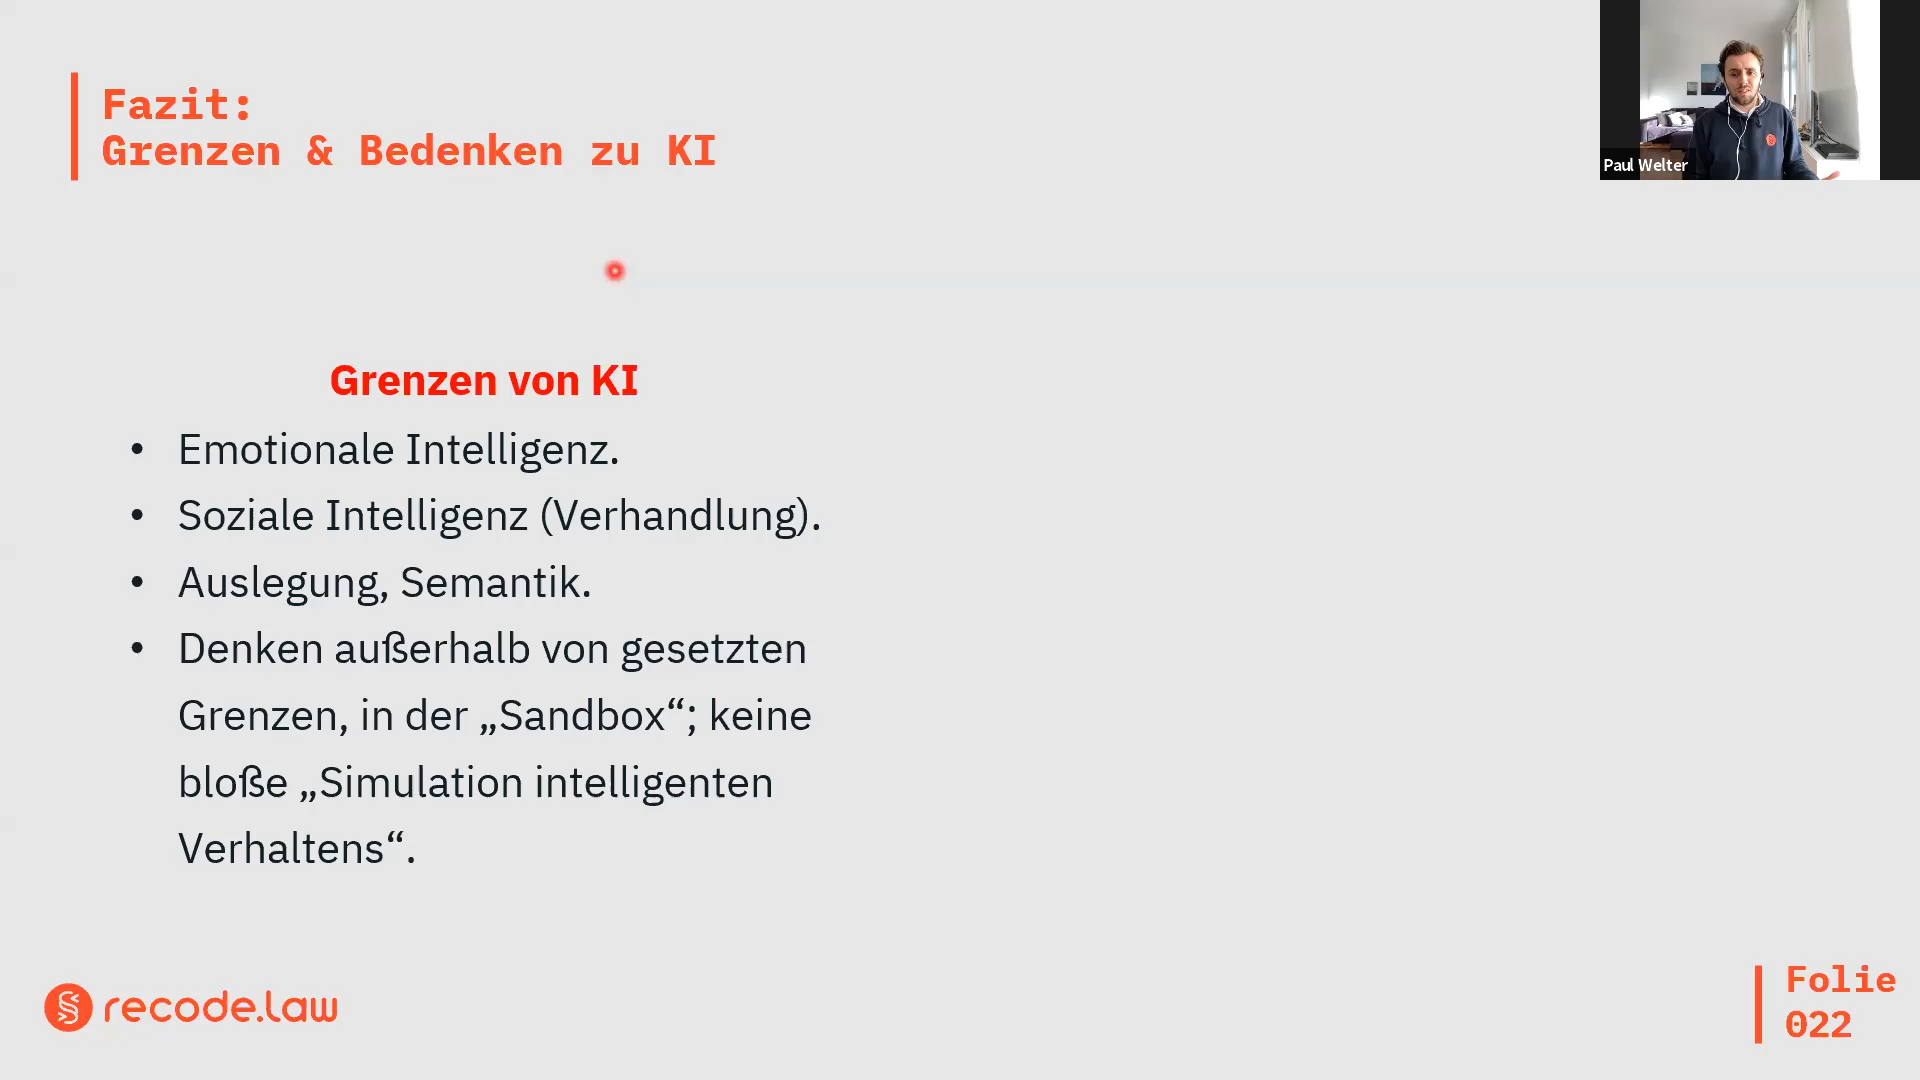 Fazit:
Grenzen & Bedenken zu KI
Paul Welter
Grenzen von KI
• Emotionale Intelligenz.
• Soziale Intelligenz (Verhandlung).
• Auslegung, Semantik.
• Denken außerhalb von gesetzten
Grenzen, in der „Sandbox“; keine
bloße „Simulation intelligenten
Verhaltens“.
recode.law
Folie
022